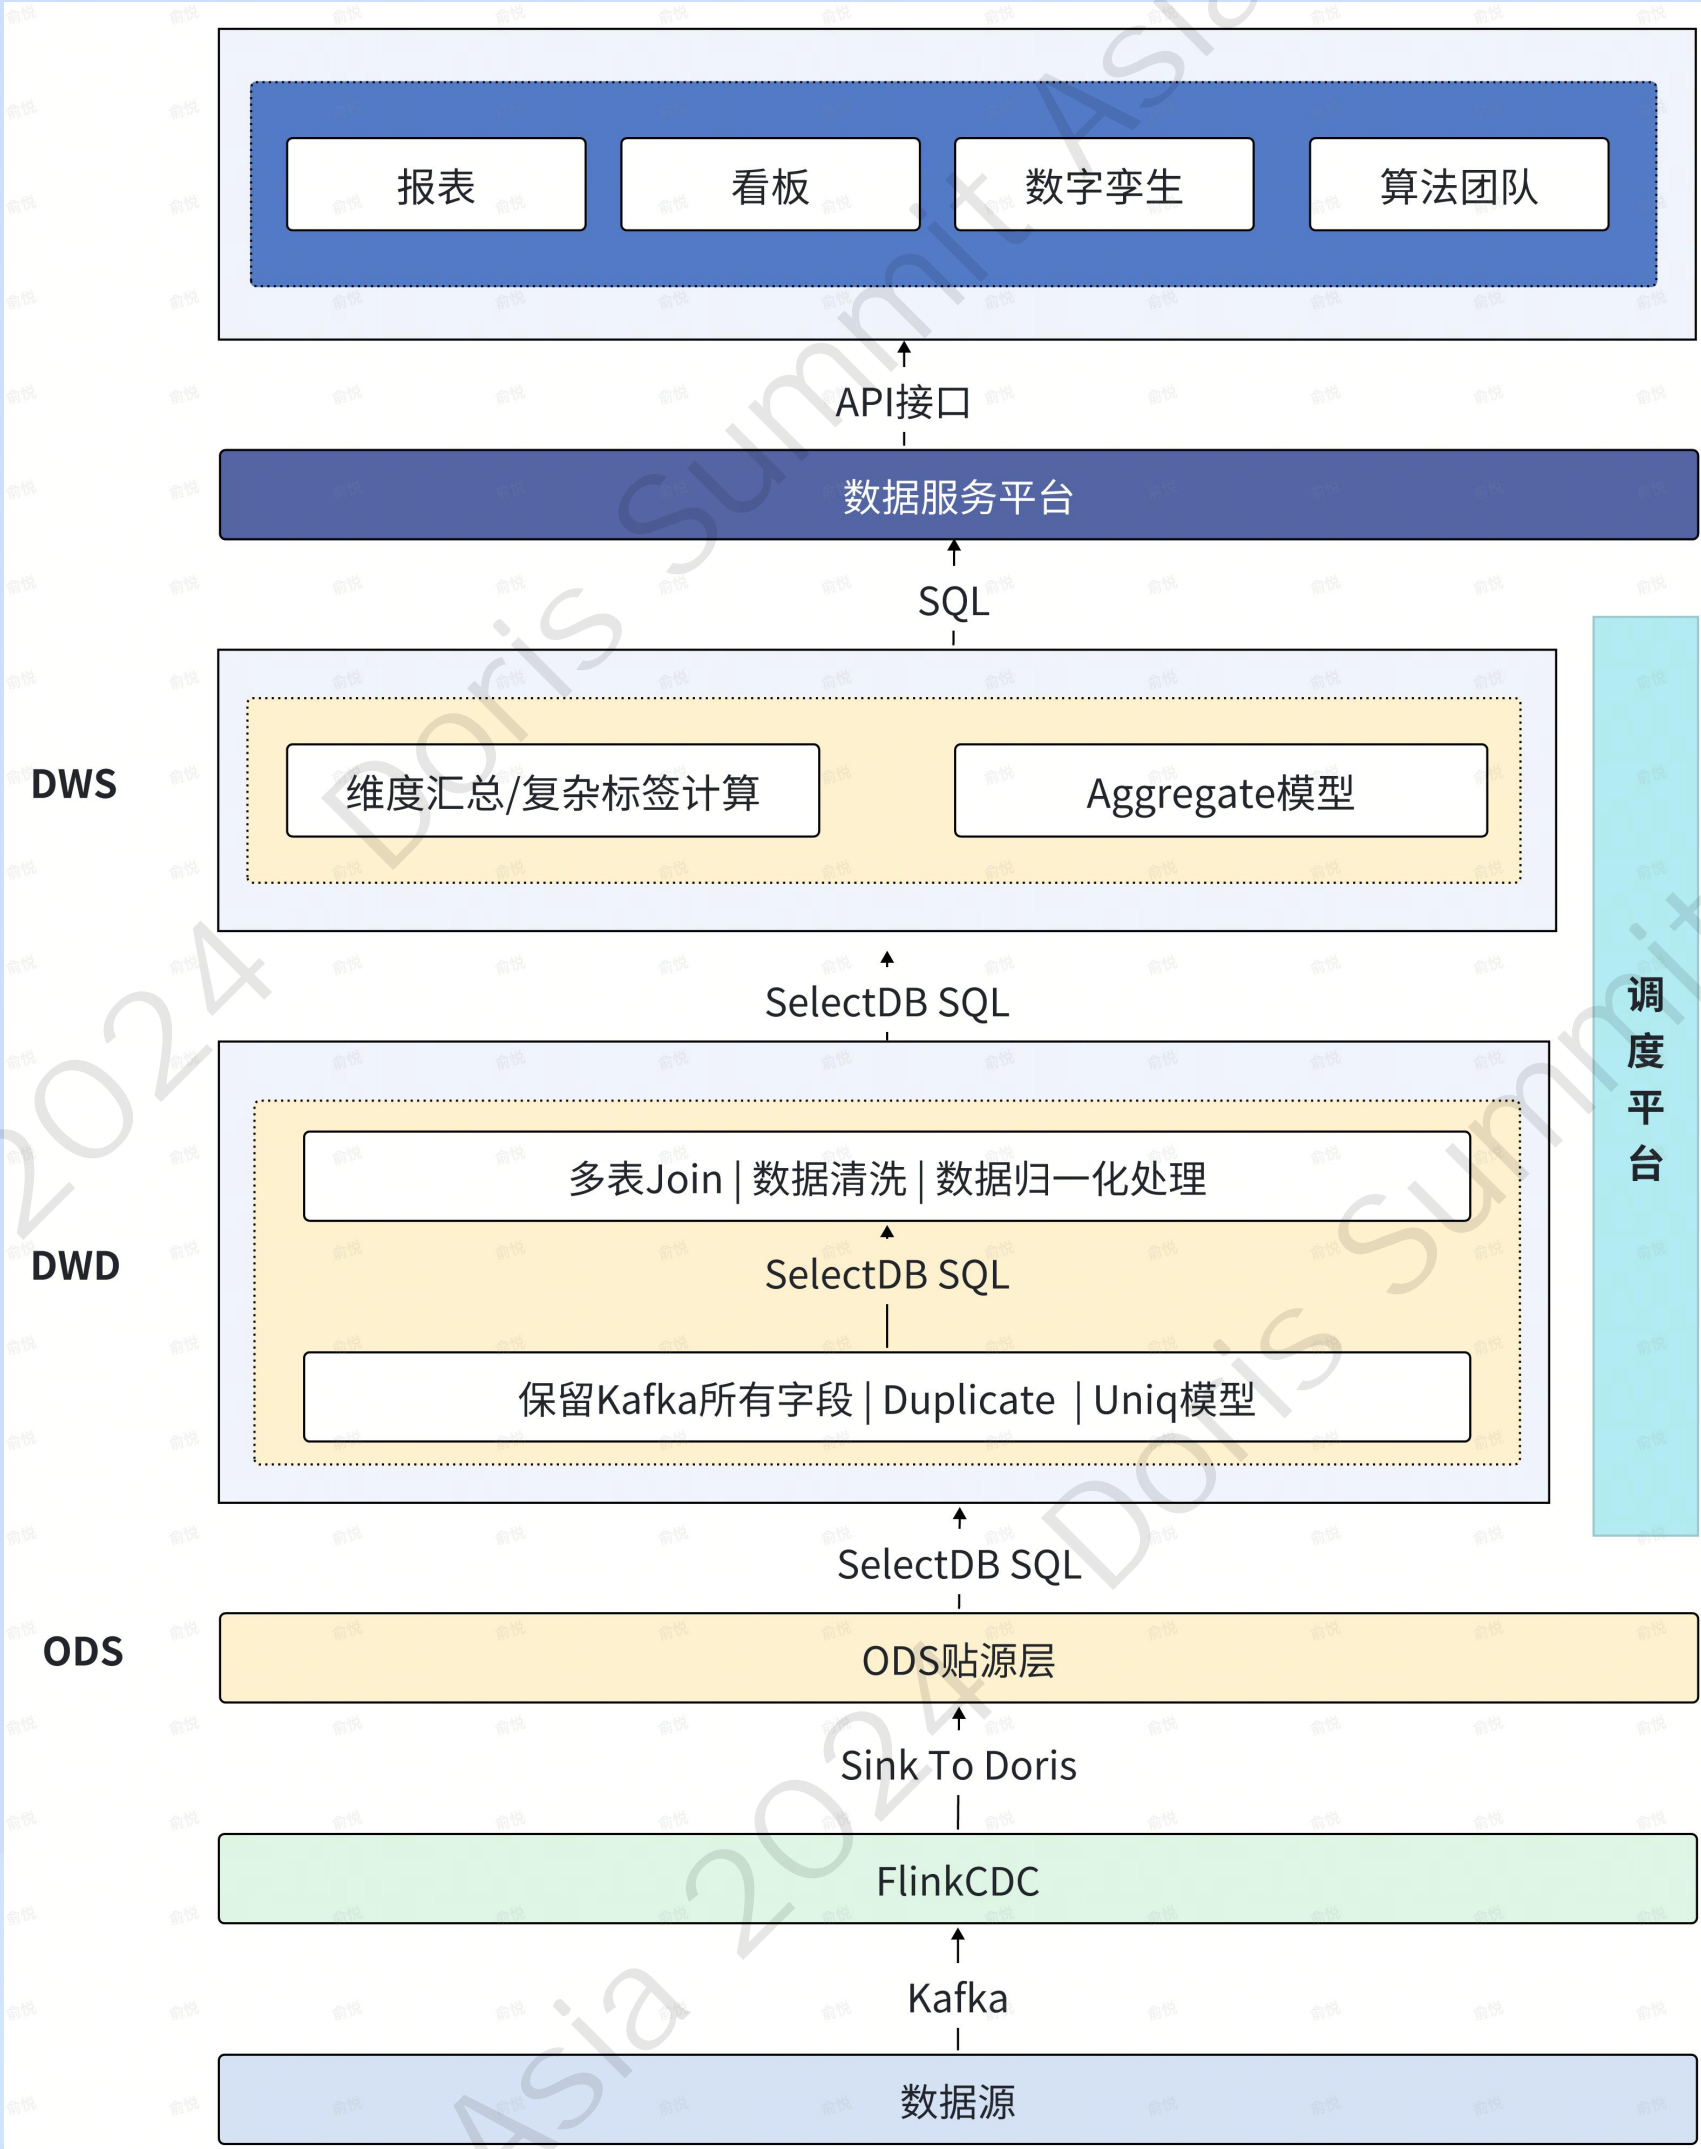 报表
看板
数字孪生
算法团队
API接口
数据服务平台
SQL
DWS
维度汇总/复杂标签计算
Aggregate模型
SelectDB SQL
调度平台
多表Join | 数据清洗 | 数据归一化处理
DWD
SelectDB SQL
保留Kafka所有字段 | Duplicate | Uniq模型
SelectDB SQL
ODS
ODS贴源层
Sink To Doris
FlinkCDC
Kafka
数据源
Doris Summit Asia 2024
俞悦